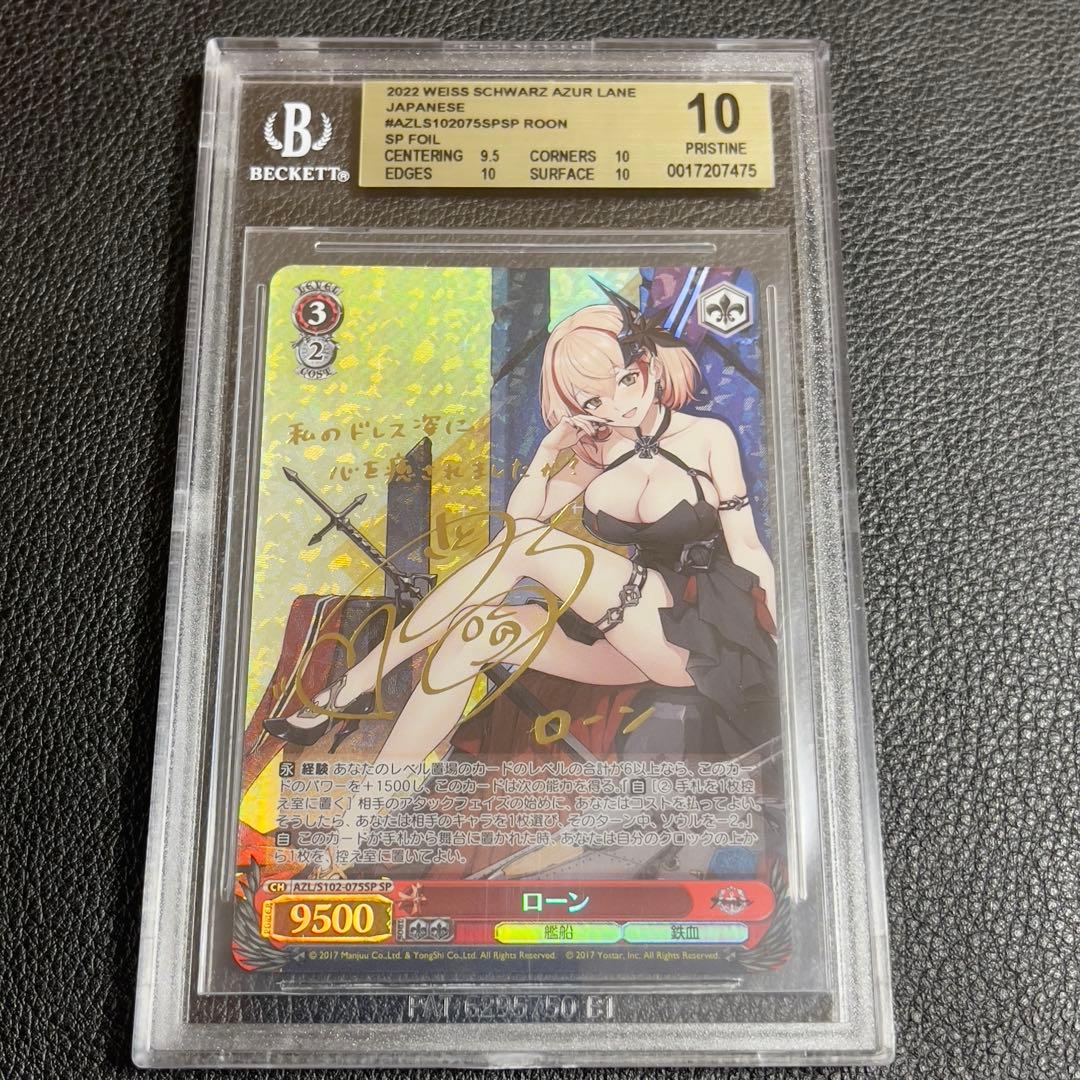 2022 WEISS SCHWARZ AZUR LANE
JAPANESE
#AZLS102075SPSP ROON
SP FOIL
CENTERING 9.5 CORNERS 10
EDGES 10 SURFACE 10
10
PRISTINE
0017207475
B
BECKETT®
LEVEL
3
2
COST
私のドレス姿に
心を癒されましたか?
ローン
永 経験 あなたのレベル置場のカードのレベルの合計が6以上なら、このカー
ドのパワーを+1500し、このカードは次の能力を得る。『自 [② 手札を1枚控
え室に置く] 相手のアタックフェイズの始めに、あなたはコストを払ってよい。
そうしたら、あなたは相手のキャラを1枚選び、そのターン中、ソウルを−2。』
自 このカードが手札から舞台に置かれた時、あなたは自分のクロックの上か
ら1枚を、控え室に置いてよい。
CH AZL/S102-075SP SP
ローン
POWER
9500
SOUL
艦船 鉄血
© 2017 Manjuu Co.,Ltd. & YongShi Co.,Ltd. All Rights Reserved. © 2017 Yostar, Inc. All Rights Reserved.
PAT 6295750 B1